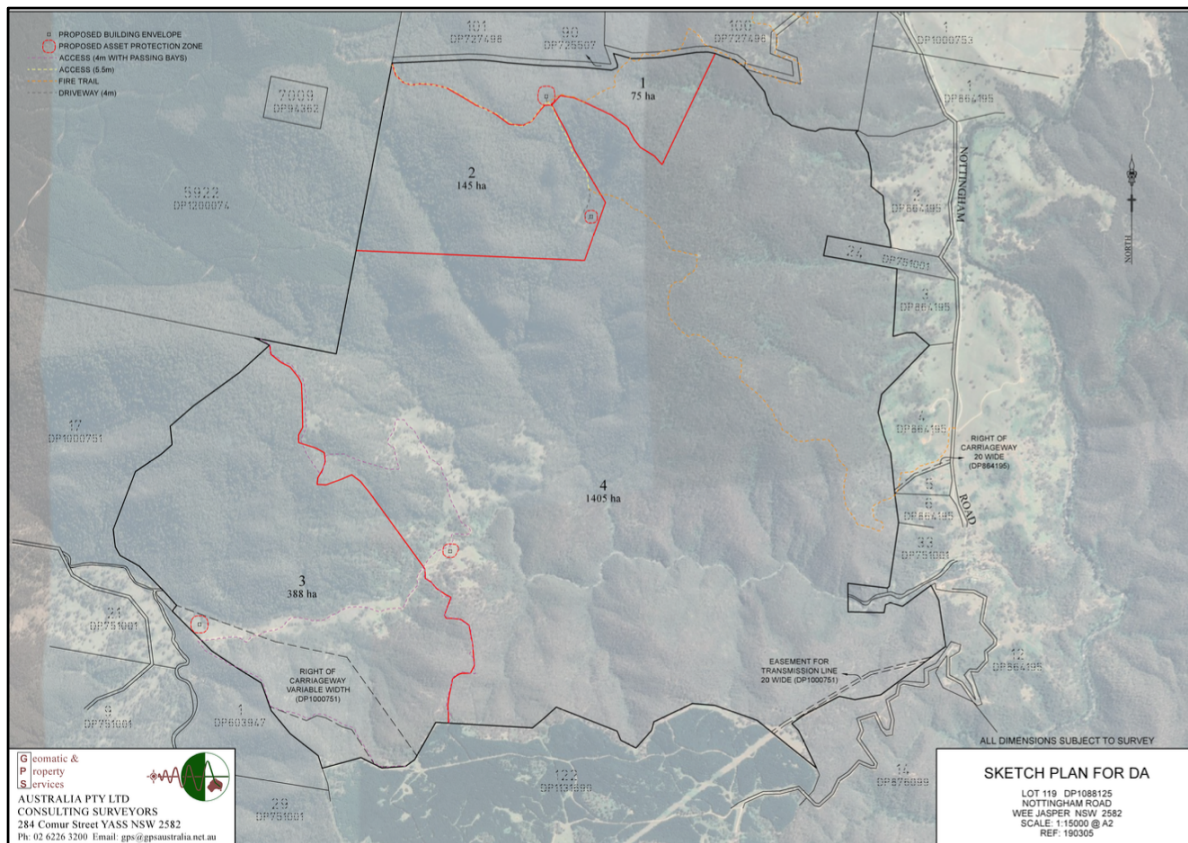 PROPOSED BUILDING ENVELOPE
PROPOSED ASSET PROTECTION ZONE
ACCESS (4m WITH PASSING BAYS)
ACCESS (5.5m)
FIRE TRAIL
DRIVEWAY (4m)
101
DP727498
90
DP725507
100
DP727498
1
DP1000753
1
DP864195
7009
DP94362
1
75 ha
2
145 ha
5922
DP1200074
2
DP864195
NOTTINGHAM
NORTH
24 DP751001
3
DP864195
17
DP1000751
4
DP864195
RIGHT OF
CARRIAGEWAY
20 WIDE
(DP864195)
4
1405 ha
5
6
DP864195
ROAD
33
DP751001
3
388 ha
21
DP751001
RIGHT OF
CARRIAGEWAY
VARIABLE WIDTH
(DP1000751)
EASEMENT FOR
TRANSMISSION LINE
20 WIDE (DP1000751)
12
DP864195
9
DP751001
1
DP603947
ALL DIMENSIONS SUBJECT TO SURVEY
122
DP1131899
14
DP876099
29
DP751001
Geomatic &
Property
Services
AUSTRALIA PTY LTD
CONSULTING SURVEYORS
284 Comur Street YASS NSW 2582
Ph: 02 6226 3200 Email: gps@gpsaustralia.net.au
SKETCH PLAN FOR DA
LOT 119 DP1088125
NOTTINGHAM ROAD
WEE JASPER NSW 2582
SCALE: 1:15000 @ A2
REF: 190305